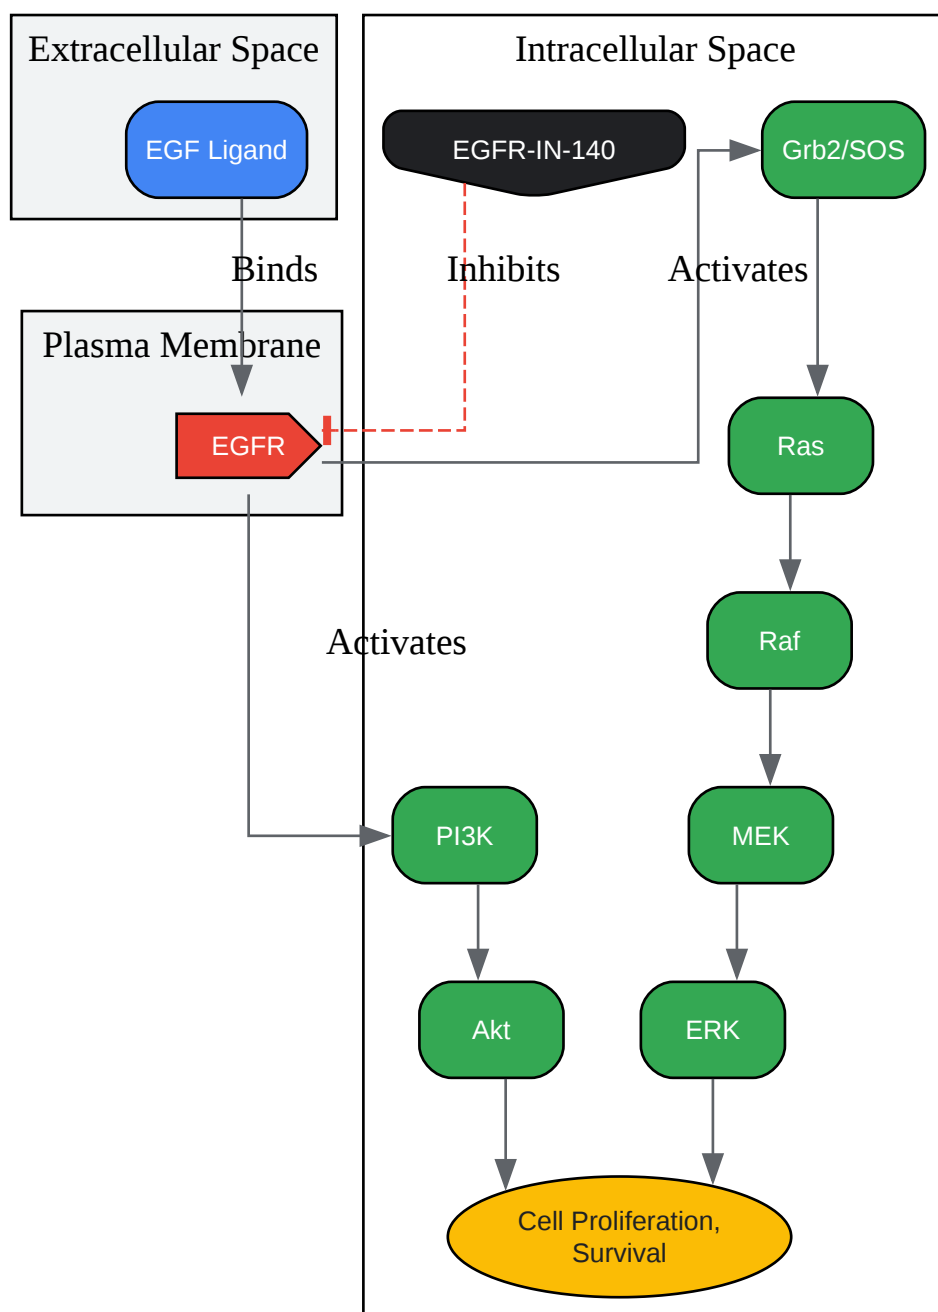 Extracellular Space
Intracellular Space
EGF Ligand
EGFR-IN-140
Grb2/SOS
Binds
Inhibits
Activates
Plasma Membrane
EGFR
Ras
Raf
Activates
PI3K
MEK
Akt
ERK
Cell Proliferation,
Survival